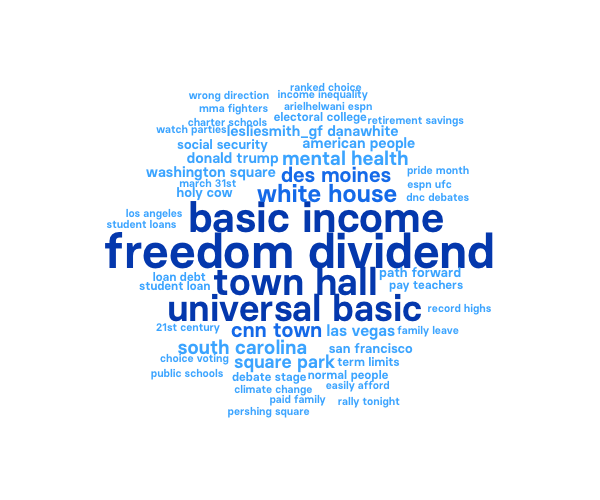 ranked choice
wrong direction income inequality
mma fighters arielhelwani espn
charter schools electoral college retirement savings
watch parties lesliesmith_gf danawhite
social security american people
donald trump mental health
washington square des moines pride month
march 31st espn ufc
holy cow white house dnc debates
los angeles basic income
student loans
freedom dividend
loan debt town hall path forward
student loan pay teachers
universal basic record highs
21st century cnn town las vegas family leave
south carolina san francisco
choice voting square park term limits
public schools debate stage normal people
climate change easily afford
paid family rally tonight
pershing square